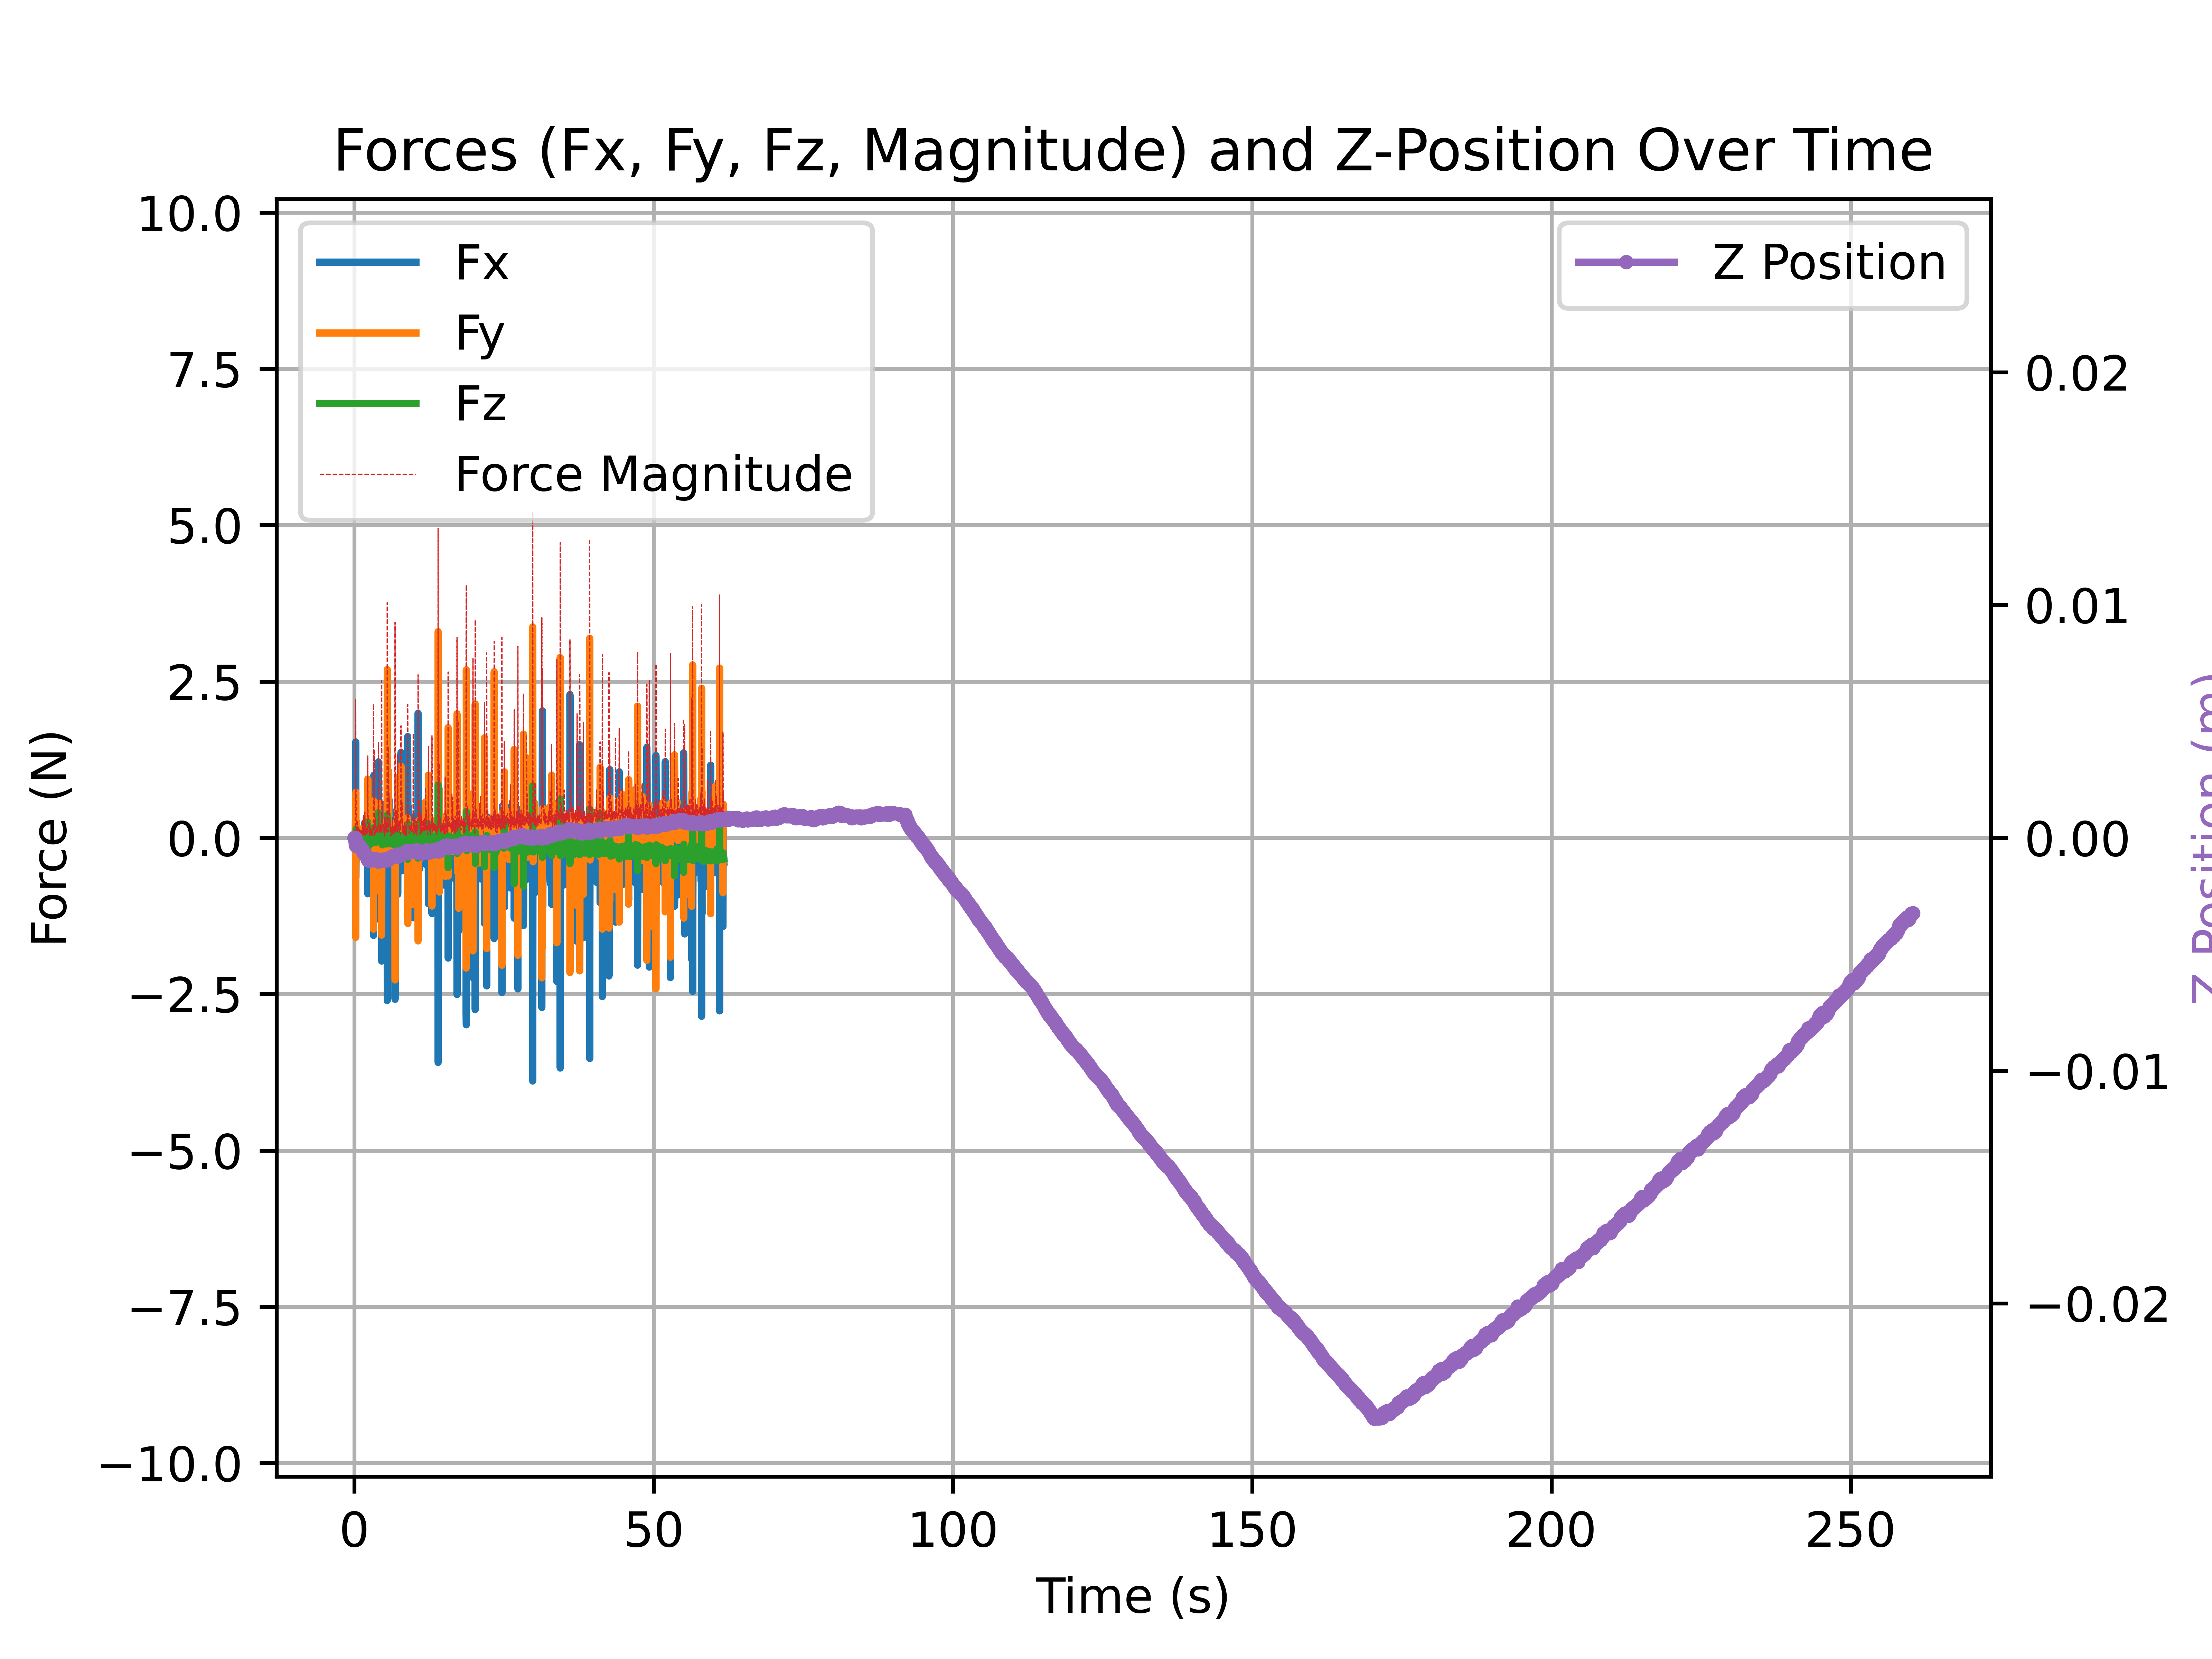 Forces (Fx, Fy, Fz, Magnitude) and Z-Position Over Time
10.0
7.5
5.0
2.5
0.0
−2.5
−5.0
−7.5
−10.0
Force (N)
Fx
Fy
Fz
Force Magnitude
Z Position
0.02
0.01
0.00
−0.01
−0.02
Z Position (m)
0 50 100 150 200 250
Time (s)